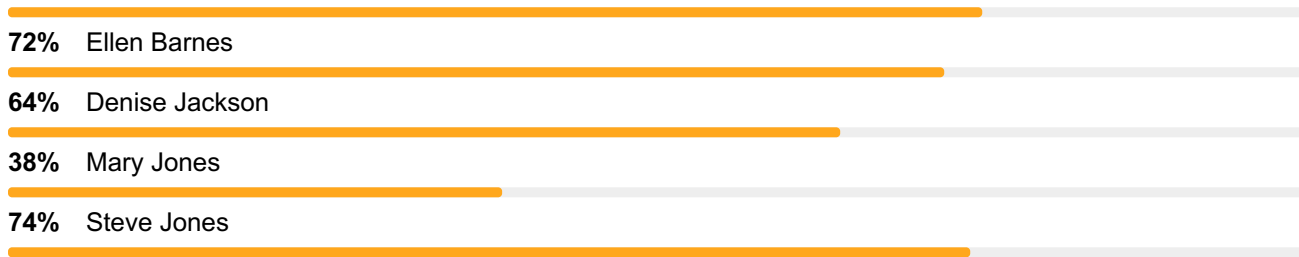 72% Ellen Barnes
64% Denise Jackson
38% Mary Jones
74% Steve Jones